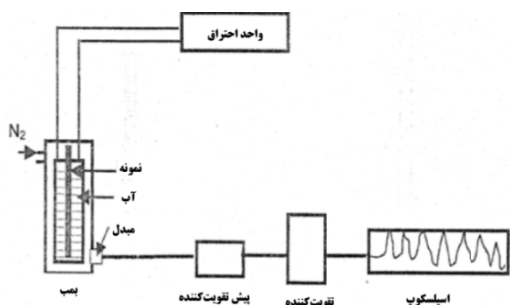 واحد احتراق
N₂
نمونه
آب
مبدل
بمب
پیش تقویت‌کننده
تقویت‌کننده
اسیلسکوپ